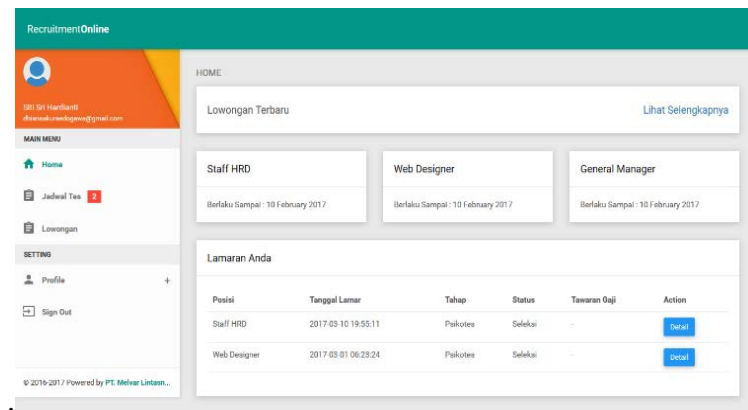 RecruitmentOnline
Siti Sri Hardianti
MAIN MENU
Home
Jadwal Tes 2
Lowongan
SETTING
Profile +
Sign Out
© 2016-2017 Powered by PT. Melvar Lintasn...
HOME
Lowongan Terbaru Lihat Selengkapnya
Staff HRD Web Designer General Manager
Berlaku Sampai : 10 February 2017 Berlaku Sampai : 10 February 2017 Berlaku Sampai : 10 February 2017
Lamaran Anda
Posisi Tanggal Lamar Tahap Status Tawaran Gaji Action
Staff HRD 2017-03-10 19:55:11 Psikotes Seleksi - Detail
Web Designer 2017-03-01 06:23:24 Psikotes Seleksi - Detail